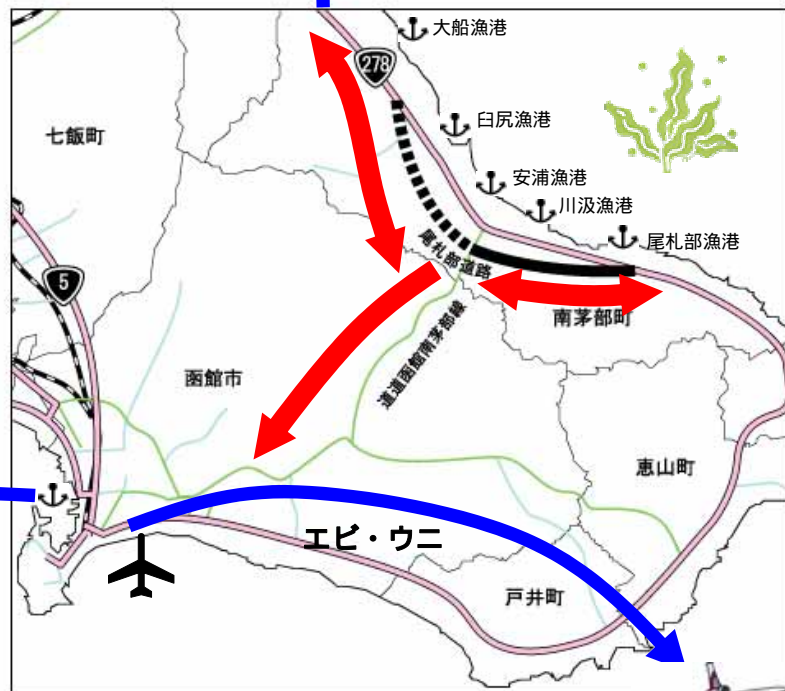 大船漁港
278
臼尻漁港
七飯町
安浦漁港
川汲漁港
尾札部漁港
尾札部道路
5
南茅部町
函館市
道道函館南茅部線
恵山町
エビ・ウニ
戸井町